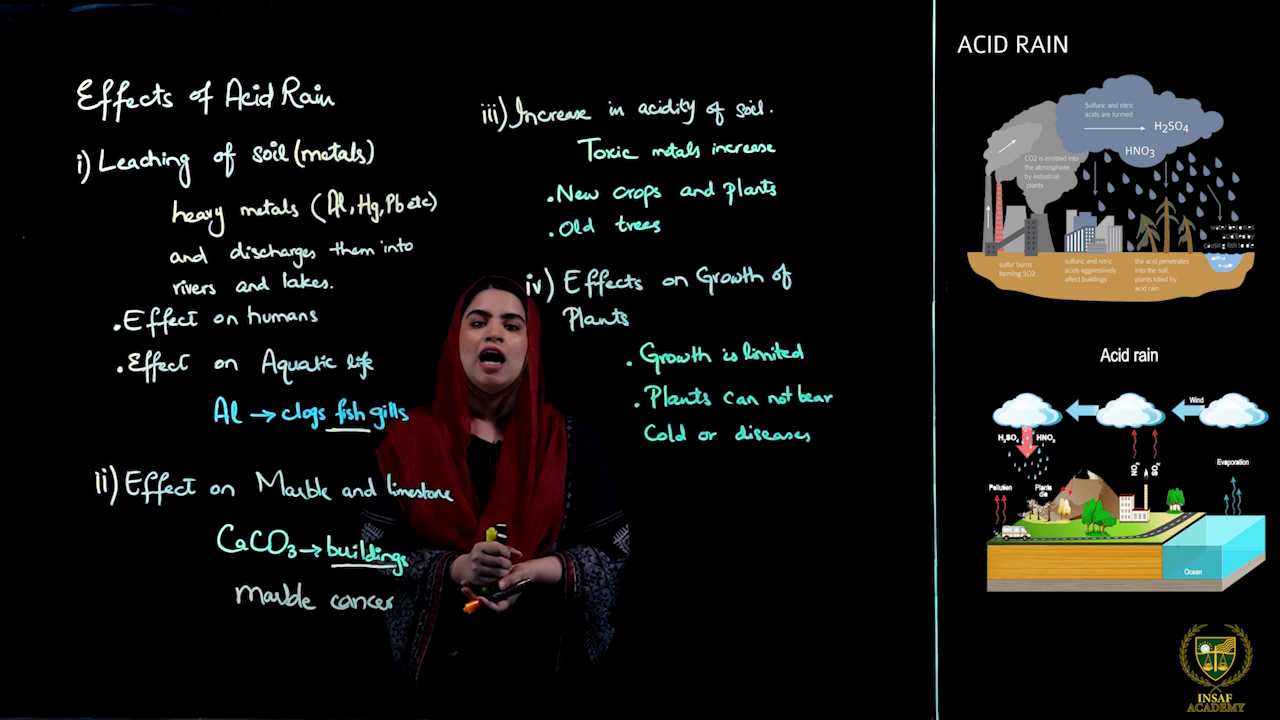 Effects of Acid Rain
i) Leaching of soil (metals)
heavy metals (Al, Hg, Pb etc)
and discharges them into
rivers and lakes.
. Effect on humans
. Effect on Aquatic life
Al → clogs fish gills
ii) Effect on Marble and limestone
CaCO3 → buildings
Marble cancer
iii) Increase in acidity of soil.
Toxic metals increase
. New crops and plants
. Old trees
iv) Effects on Growth of
Plants
. Growth is limited
. Plants can not bear
Cold or diseases
ACID RAIN
Sulfuric and nitric
acids are formed
H2SO4
HNO3
CO2 is emitted into
the atmosphere
by industrial
plants
sulfur burns
forming SO2
sulfuric and nitric
acids aggressively
affect buildings
the acid penetrates
into the soil
plants killed by
acid rain
Acid rain
Wind
H2SO4
HNO3
NO
SO
Evaporation
Pollution
Plants
die
Ocean
INSAF
ACADEMY